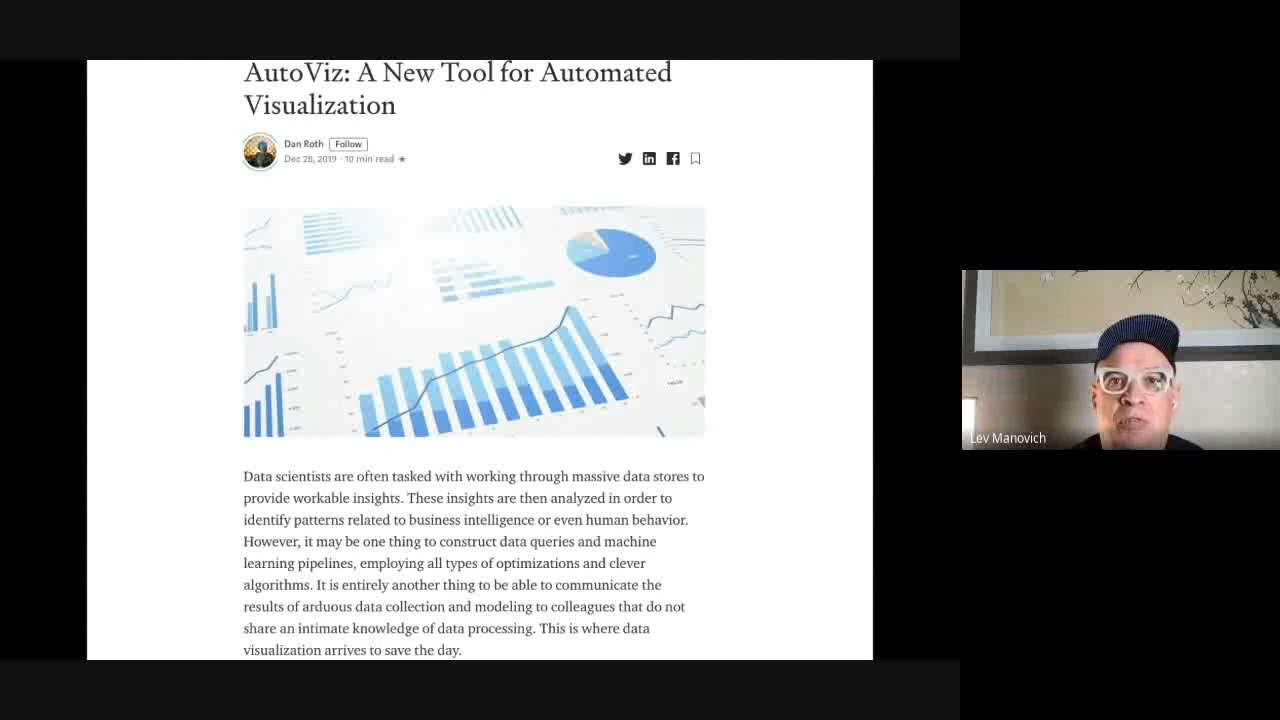 AutoViz: A New Tool for Automated
Visualization
Dan Roth Follow
Dec 28, 2019 · 10 min read ★
Data scientists are often tasked with working through massive data stores to
provide workable insights. These insights are then analyzed in order to
identify patterns related to business intelligence or even human behavior.
However, it may be one thing to construct data queries and machine
learning pipelines, employing all types of optimizations and clever
algorithms. It is entirely another thing to be able to communicate the
results of arduous data collection and modeling to colleagues that do not
share an intimate knowledge of data processing. This is where data
visualization arrives to save the day.
Lev Manovich